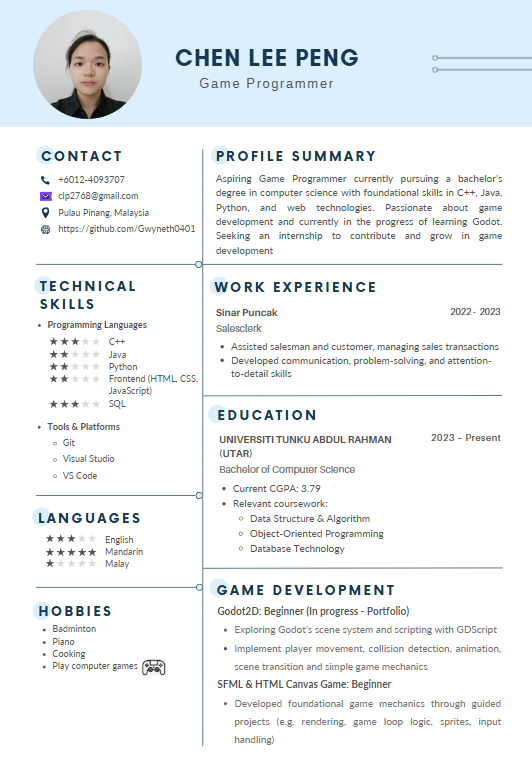 CHEN LEE PENG
Game Programmer
CONTACT
+6012-4093707
clp2768@gmail.com
Pulau Pinang, Malaysia
https://github.com/Gwyneth0401
TECHNICAL
SKILLS
• Programming Languages
★★★★★ C++
★★★★★ Java
★★★★★ Python
★★★★★ Frontend (HTML, CSS,
JavaScript)
★★★★★ SQL
• Tools & Platforms
○ Git
○ Visual Studio
○ VS Code
LANGUAGES
★★★★★ English
★★★★★ Mandarin
★★★★★ Malay
HOBBIES
• Badminton
• Piano
• Cooking
• Play computer games
PROFILE SUMMARY
Aspiring Game Programmer currently pursuing a bachelor's
degree in computer science with foundational skills in C++, Java,
Python, and web technologies. Passionate about game
development and currently in the progress of learning Godot.
Seeking an internship to contribute and grow in game
development
WORK EXPERIENCE
Sinar Puncak 2022 - 2023
Salesclerk
• Assisted salesman and customer, managing sales transactions
• Developed communication, problem-solving, and attention-
to-detail skills
EDUCATION
UNIVERSITI TUNKU ABDUL RAHMAN 2023 - Present
(UTAR)
Bachelor of Computer Science
• Current CGPA: 3.79
• Relevant coursework:
○ Data Structure & Algorithm
○ Object-Oriented Programming
○ Database Technology
GAME DEVELOPMENT
Godot2D: Beginner (In progress - Portfolio)
• Exploring Godot's scene system and scripting with GDScript
• Implement player movement, collision detection, animation,
scene transition and simple game mechanics
SFML & HTML Canvas Game: Beginner
• Developed foundational game mechanics through guided
projects (e.g. rendering, game loop logic, sprites, input
handling)